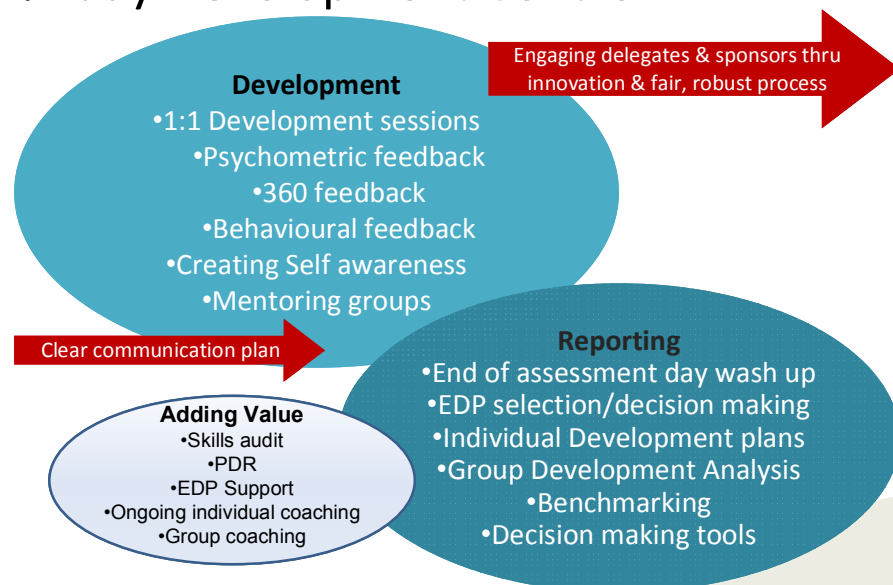 Engaging delegates & sponsors thru
innovation & fair, robust process
Development
•1:1 Development sessions
•Psychometric feedback
•360 feedback
•Behavioural feedback
•Creating Self awareness
•Mentoring groups
Clear communication plan
Reporting
•End of assessment day wash up
•EDP selection/decision making
•Individual Development plans
•Group Development Analysis
•Benchmarking
•Decision making tools
Adding Value
•Skills audit
•PDR
•EDP Support
•Ongoing individual coaching
•Group coaching